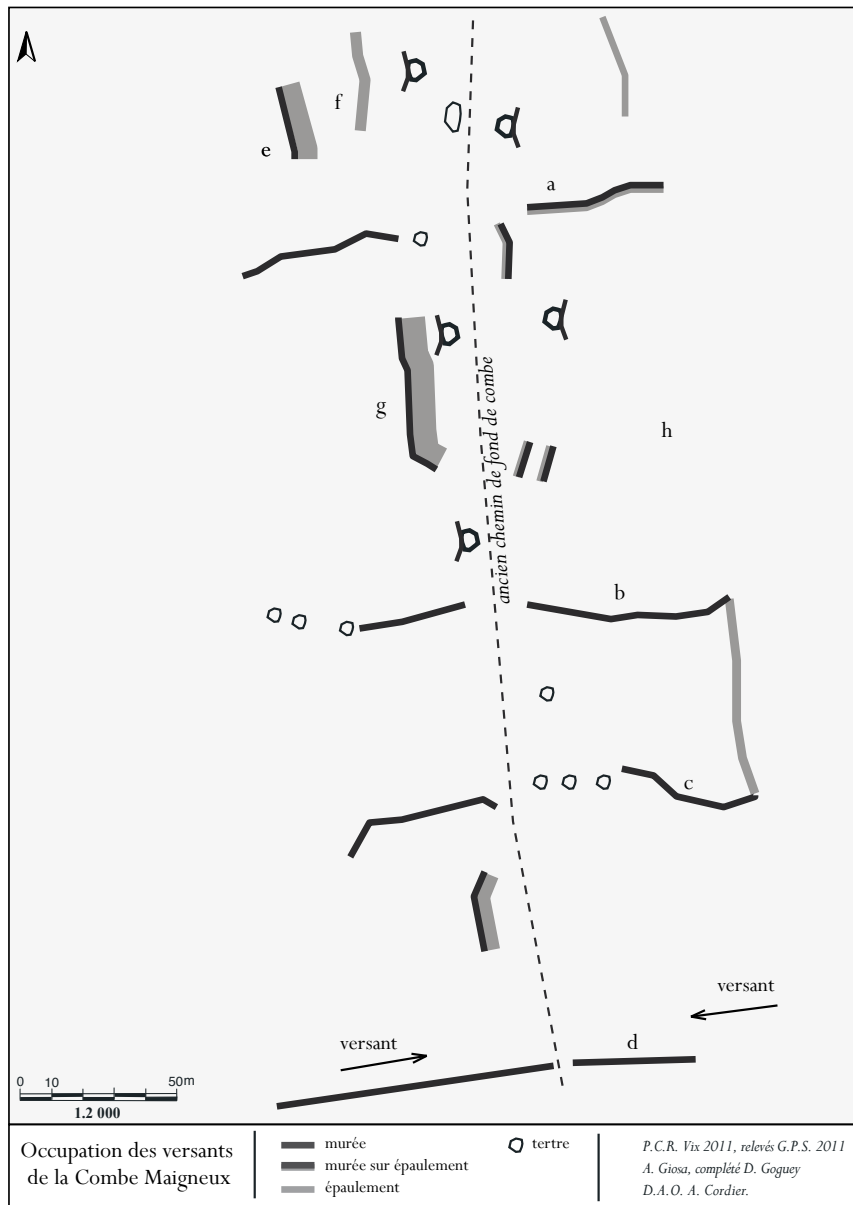 f
e
a
ancien chemin de fond de combe
g
h
b
c
versant
versant
d
0 10 50m
1.2 000
Occupation des versants
de la Combe Maigneux
murée
murée sur épaulement
épaulement
tertre
P.C.R. Vix 2011, relevés G.P.S. 2011
A. Giosa, complété D. Goguey
D.A.O. A. Cordier.